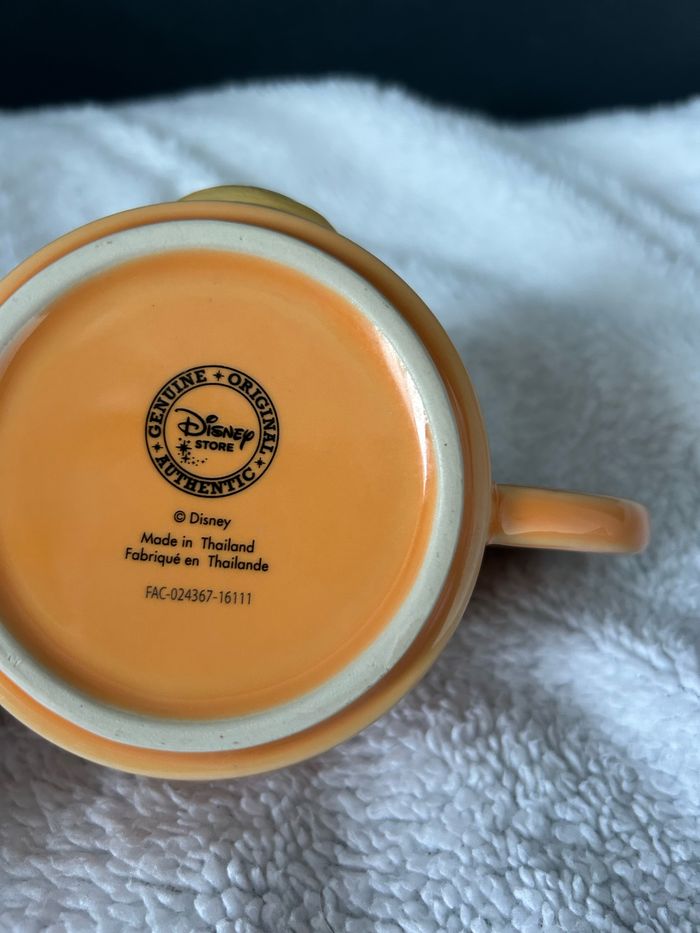 GENUINE ORIGINAL
Disney
STORE
AUTHENTIC
© Disney
Made in Thailand
Fabriqué en Thailande
FAC-024367-16111